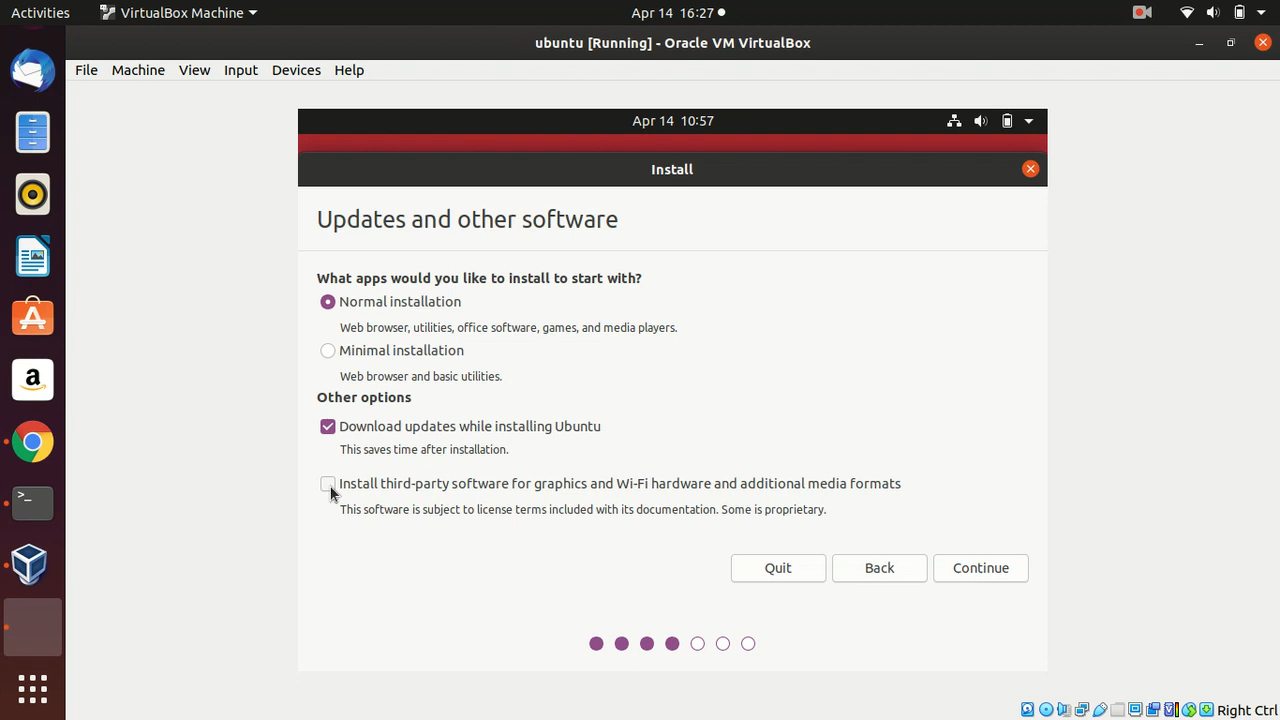 Activities VirtualBox Machine Apr 14 16:27
ubuntu [Running] - Oracle VM VirtualBox
File Machine View Input Devices Help
Apr 14 10:57
Install
Updates and other software
What apps would you like to install to start with?
Normal installation
Web browser, utilities, office software, games, and media players.
Minimal installation
Web browser and basic utilities.
Other options
Download updates while installing Ubuntu
This saves time after installation.
Install third-party software for graphics and Wi-Fi hardware and additional media formats
This software is subject to license terms included with its documentation. Some is proprietary.
Quit Back Continue
Right Ctrl